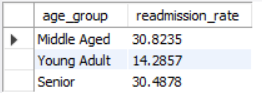 age_group readmission_rate
Middle Aged 30.8235
Young Adult 14.2857
Senior 30.4878